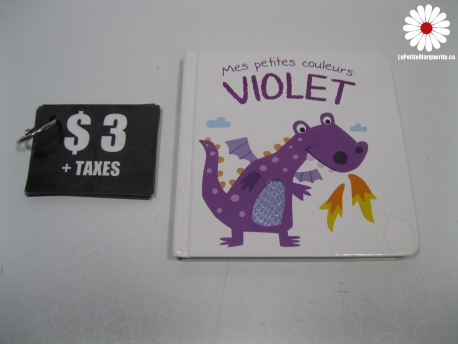 LaPetiteMarguerite.ca
Mes petites couleurs
VIOLET
$ 3
+ TAXES